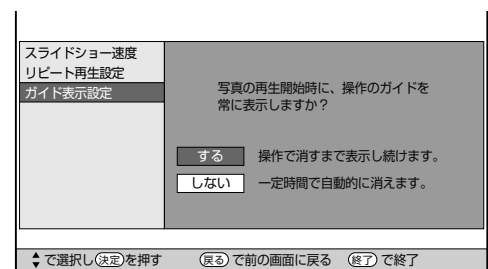 スライドショー速度
リピート再生設定
ガイド表示設定
写真の再生開始時に、操作のガイドを
常に表示しますか？
する 操作で消すまで表示し続けます。
しない 一定時間で自動的に消えます。
で選択し決定を押す 戻るで前の画面に戻る 終了で終了